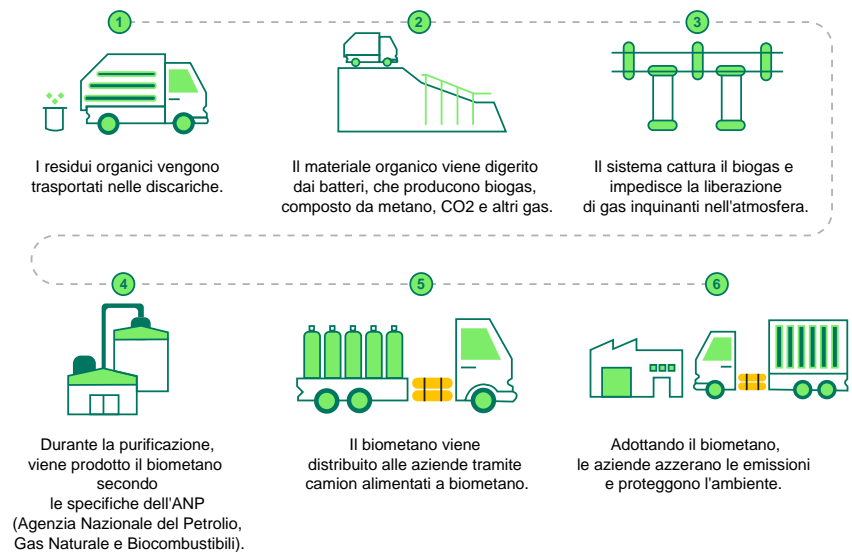 1
I residui organici vengono
trasportati nelle discariche.
2
Il materiale organico viene digerito
dai batteri, che producono biogas,
composto da metano, CO2 e altri gas.
3
Il sistema cattura il biogas e
impedisce la liberazione
di gas inquinanti nell'atmosfera.
4
Durante la purificazione,
viene prodotto il biometano
secondo
le specifiche dell'ANP
(Agenzia Nazionale del Petrolio,
Gas Naturale e Biocombustibili).
5
Il biometano viene
distribuito alle aziende tramite
camion alimentati a biometano.
6
Adottando il biometano,
le aziende azzerano le emissioni
e proteggono l'ambiente.